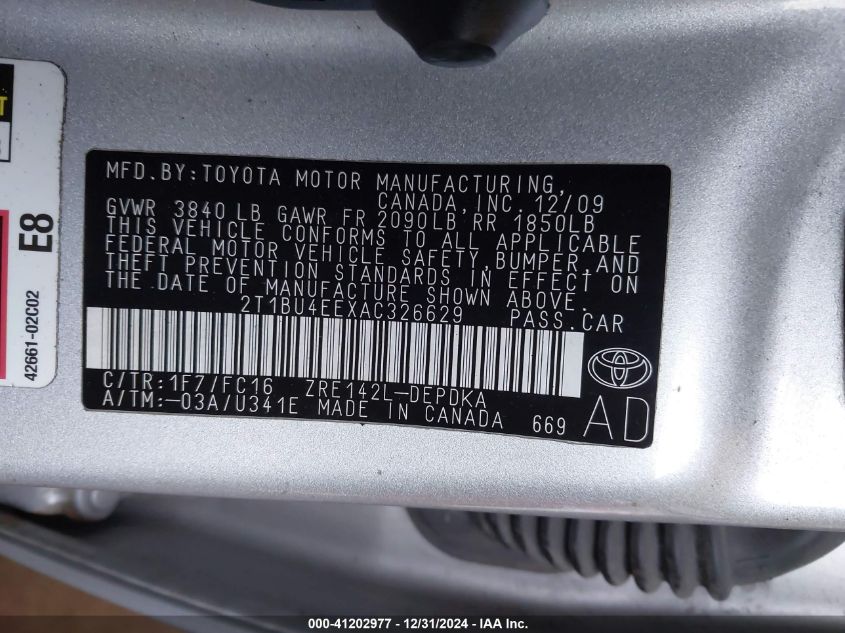 MFD. BY: TOYOTA MOTOR MANUFACTURING,
CANADA, INC. 12/09
GVWR 3840 LB GAWR FR 2090LB RR 1850LB
THIS VEHICLE CONFORMS TO ALL APPLICABLE
FEDERAL MOTOR VEHICLE SAFETY, BUMPER, AND
THEFT PREVENTION STANDARDS IN EFFECT ON
THE DATE OF MANUFACTURE SHOWN ABOVE.
2T1BU4EEXAC326629 PASS. CAR
C/TR: 1F7/FC16 ZRE142L-DEPDKA
A/TM: -03A/U341E MADE IN CANADA 669 AD
E8
42661-02C02
000-41202977 - 12/31/2024 - IAA Inc.